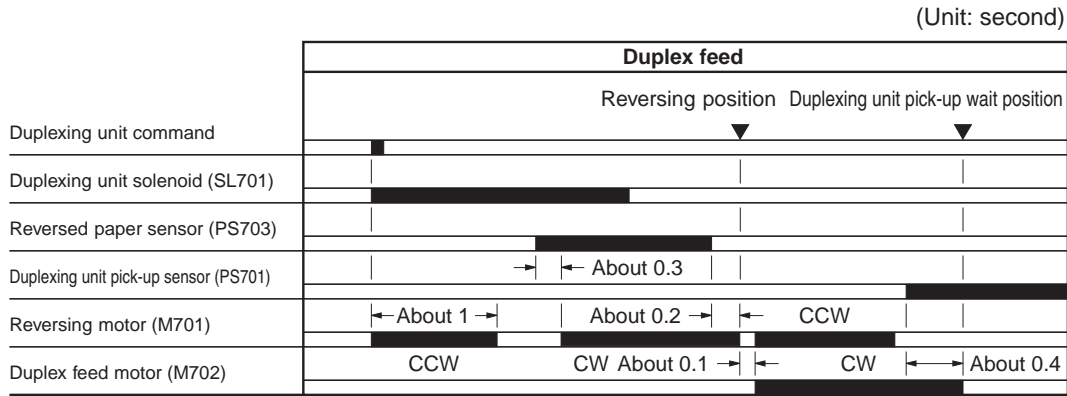 (Unit: second)
Duplex feed
Reversing position Duplexing unit pick-up wait position
Duplexing unit command
Duplexing unit solenoid (SL701)
Reversed paper sensor (PS703)
About 0.3
Duplexing unit pick-up sensor (PS701)
About 1 About 0.2 CCW
Reversing motor (M701)
CCW CW About 0.1 CW About 0.4
Duplex feed motor (M702)